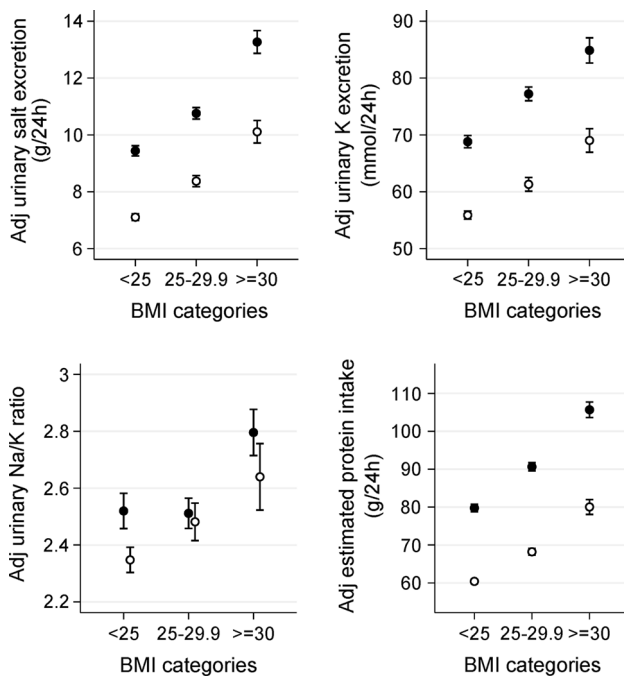 Adj urinary salt excretion
(g/24h)
14
12
10
8
6
<25 25-29.9 >=30
BMI categories
Adj urinary K excretion
(mmol/24h)
90
80
70
60
50
<25 25-29.9 >=30
BMI categories
Adj urinary Na/K ratio
3
2.8
2.6
2.4
2.2
<25 25-29.9 >=30
BMI categories
Adj estimated protein intake
(g/24h)
110
100
90
80
70
60
<25 25-29.9 >=30
BMI categories